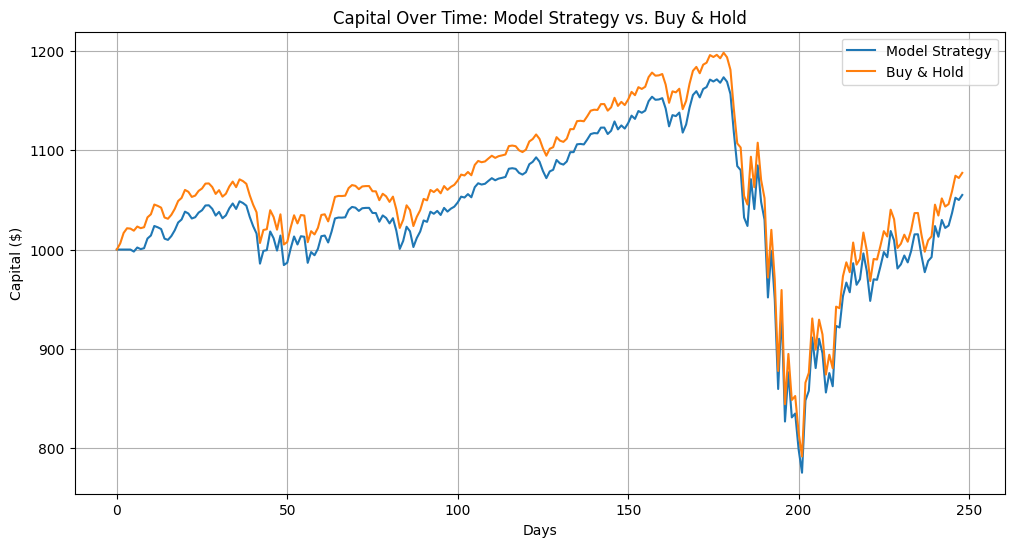 Capital Over Time: Model Strategy vs. Buy & Hold
Model Strategy
Buy & Hold
Capital ($)
1200
1100
1000
900
800
0
50
100
150
200
250
Days